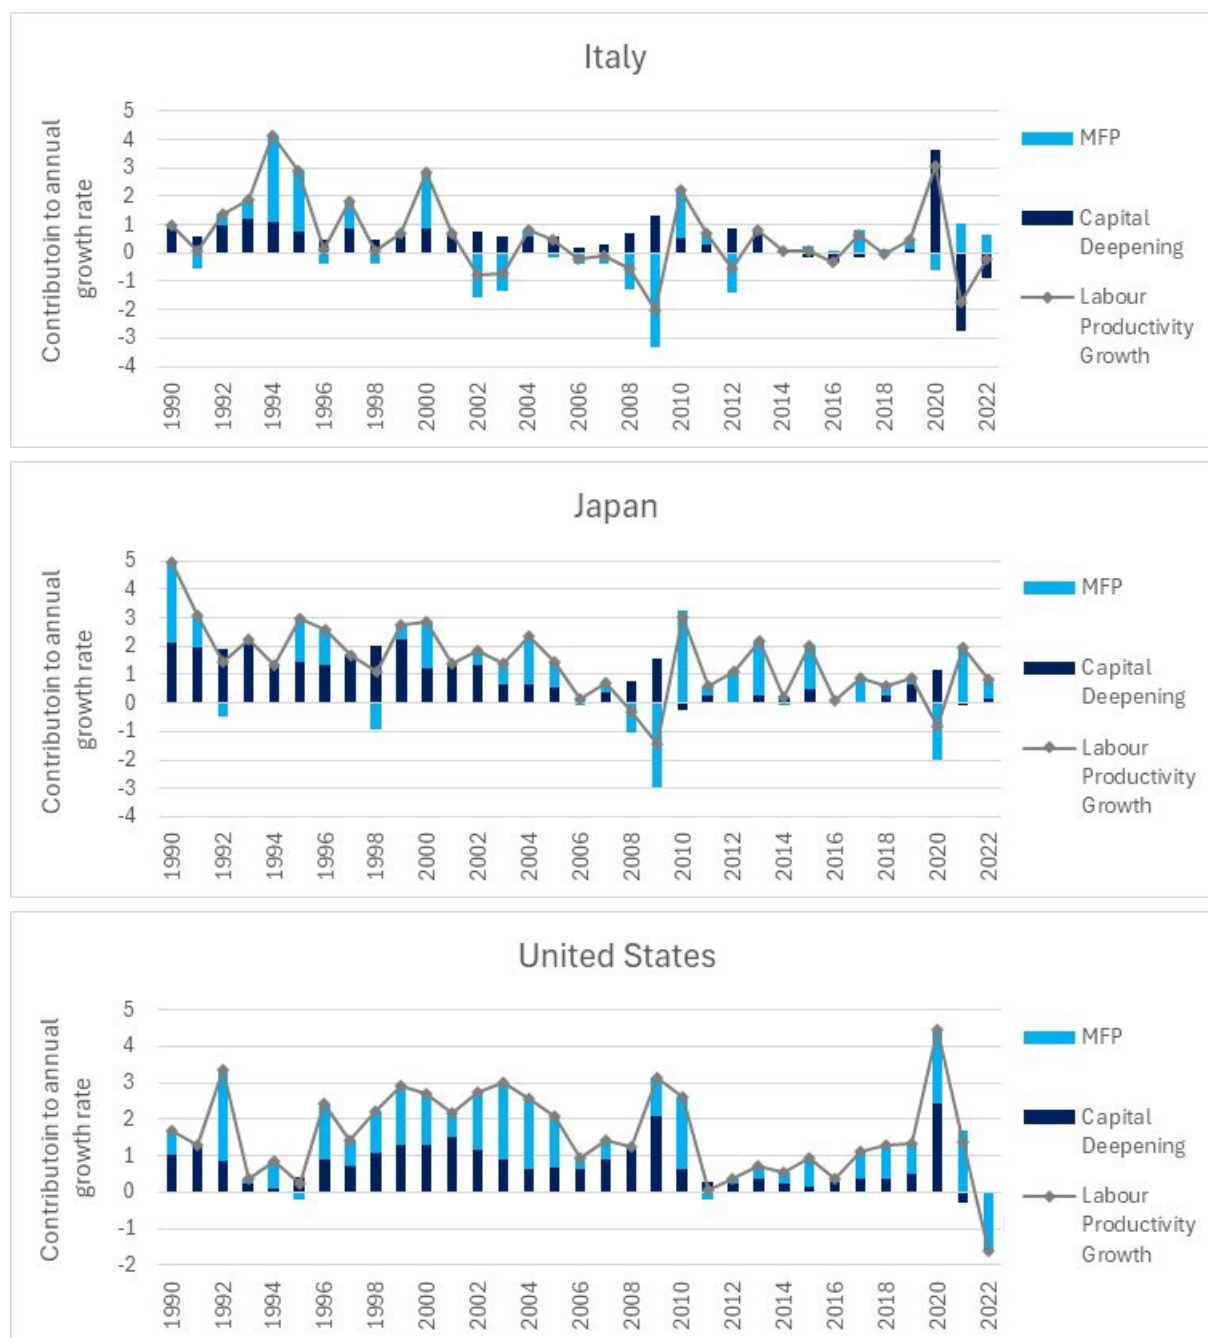 Italy
Contributoin to annual
growth rate
5
4
3
2
1
0
-1
-2
-3
-4
1990
1992
1994
1996
1998
2000
2002
2004
2006
2008
2010
2012
2014
2016
2018
2020
2022
MFP
Capital
Deepening
Labour
Productivity
Growth
Japan
Contributoin to annual
growth rate
5
4
3
2
1
0
-1
-2
-3
-4
1990
1992
1994
1996
1998
2000
2002
2004
2006
2008
2010
2012
2014
2016
2018
2020
2022
MFP
Capital
Deepening
Labour
Productivity
Growth
United States
Contributoin to annual
growth rate
5
4
3
2
1
0
-1
-2
1990
1992
1994
1996
1998
2000
2002
2004
2006
2008
2010
2012
2014
2016
2018
2020
2022
MFP
Capital
Deepening
Labour
Productivity
Growth